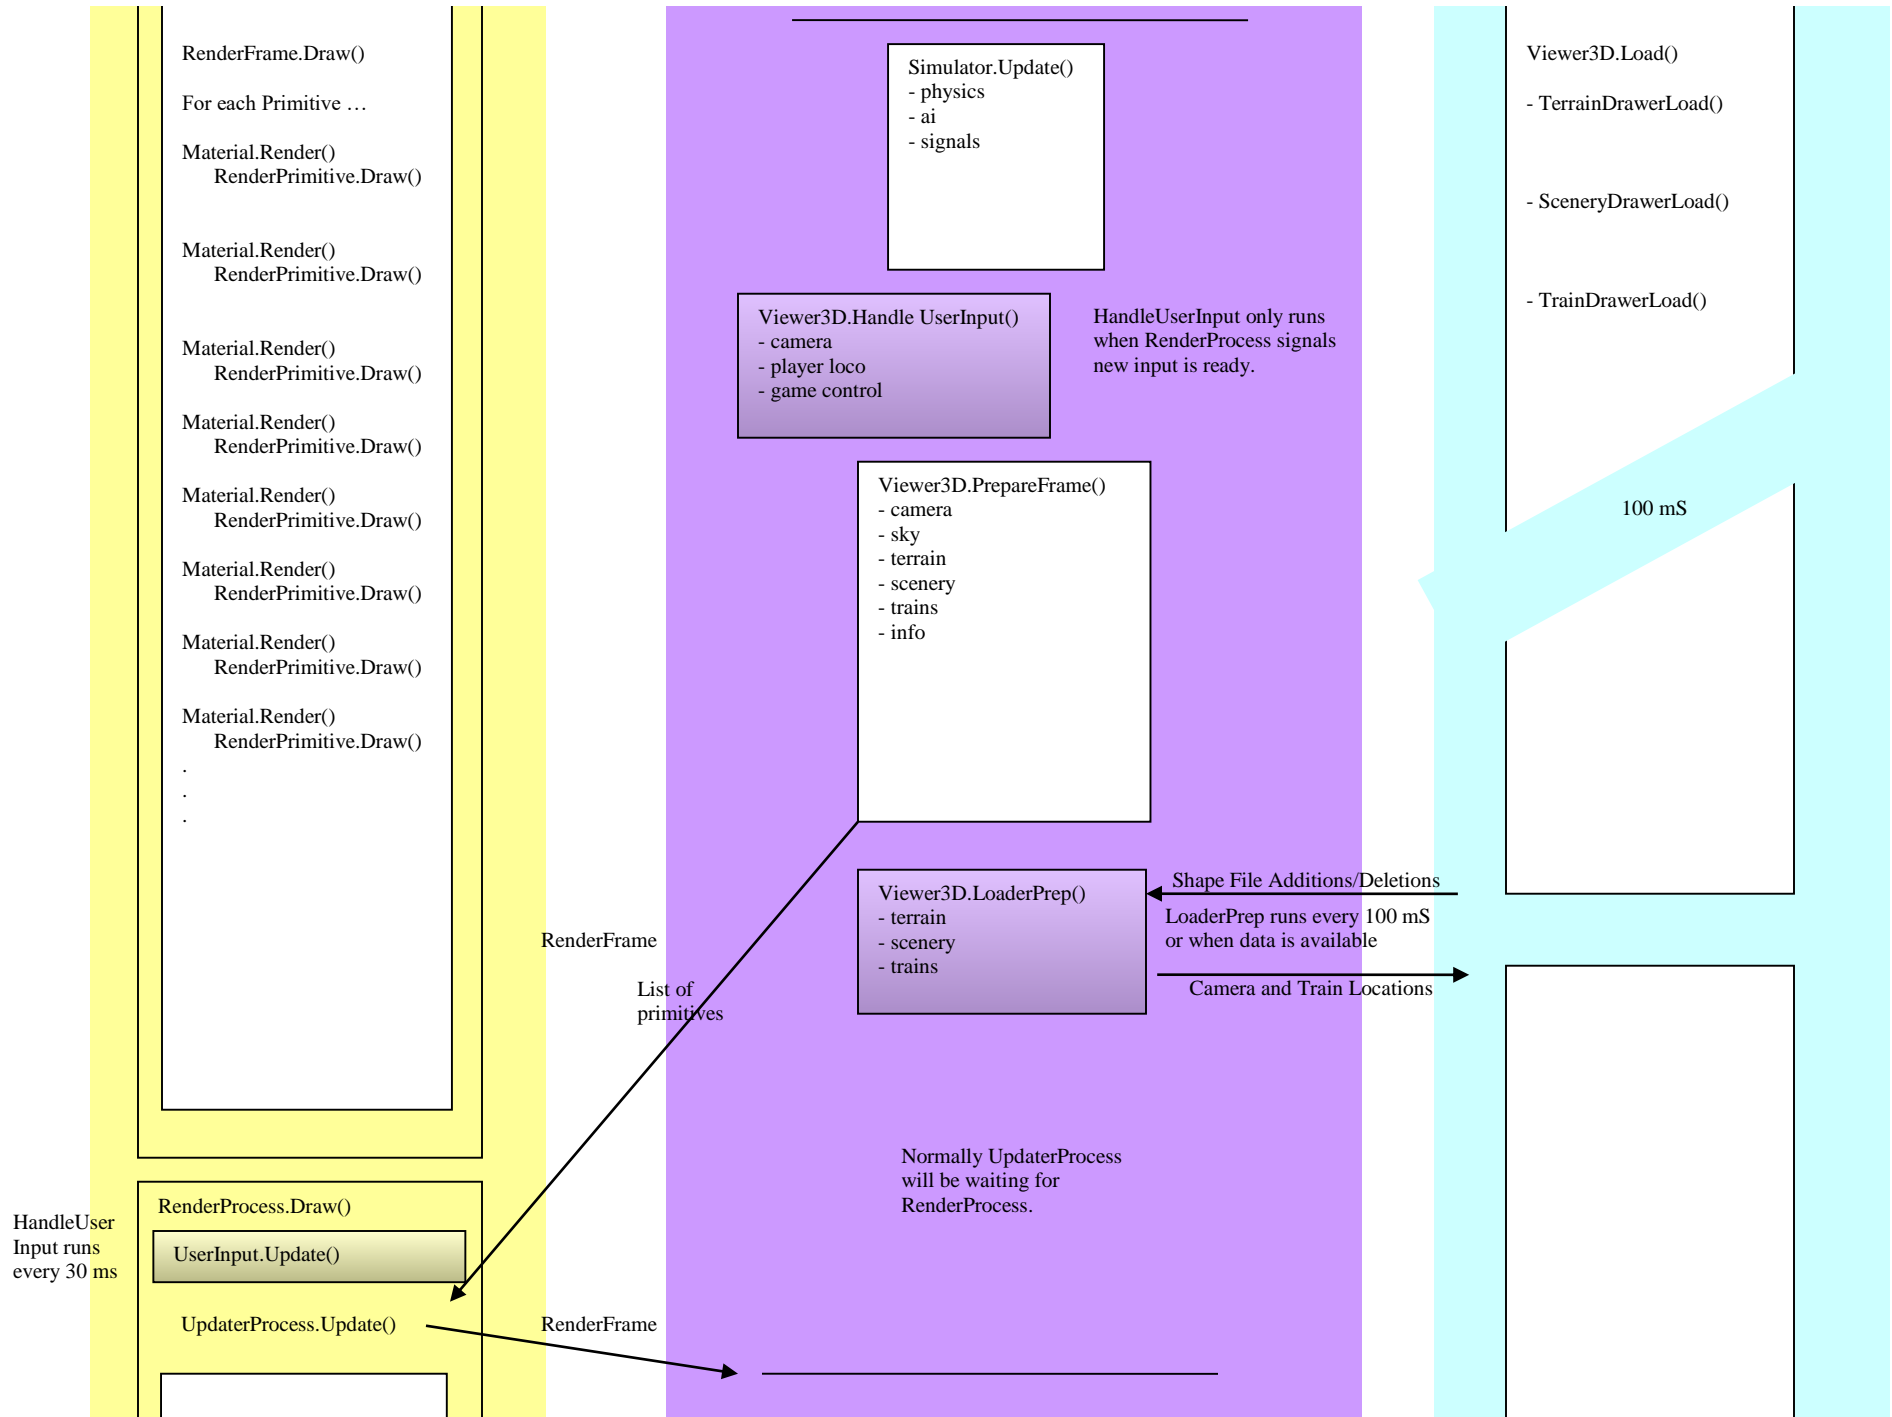 RenderFrame.Draw()
For each Primitive …
Material.Render()
RenderPrimitive.Draw()
Material.Render()
RenderPrimitive.Draw()
Material.Render()
RenderPrimitive.Draw()
Material.Render()
RenderPrimitive.Draw()
Material.Render()
RenderPrimitive.Draw()
Material.Render()
RenderPrimitive.Draw()
Material.Render()
RenderPrimitive.Draw()
Material.Render()
RenderPrimitive.Draw()
.
.
.
RenderProcess.Draw()
HandleUser
Input runs
every 30 ms
UserInput.Update()
UpdaterProcess.Update()
RenderFrame
List of
primitives
RenderFrame
Simulator.Update()
- physics
- ai
- signals
Viewer3D.Handle UserInput()
- camera
- player loco
- game control
HandleUserInput only runs
when RenderProcess signals
new input is ready.
Viewer3D.PrepareFrame()
- camera
- sky
- terrain
- scenery
- trains
- info
Viewer3D.LoaderPrep()
- terrain
- scenery
- trains
Shape File Additions/Deletions
LoaderPrep runs every 100 mS
or when data is available
Camera and Train Locations
Normally UpdaterProcess
will be waiting for
RenderProcess.
Viewer3D.Load()
- TerrainDrawerLoad()
- SceneryDrawerLoad()
- TrainDrawerLoad()
100 mS